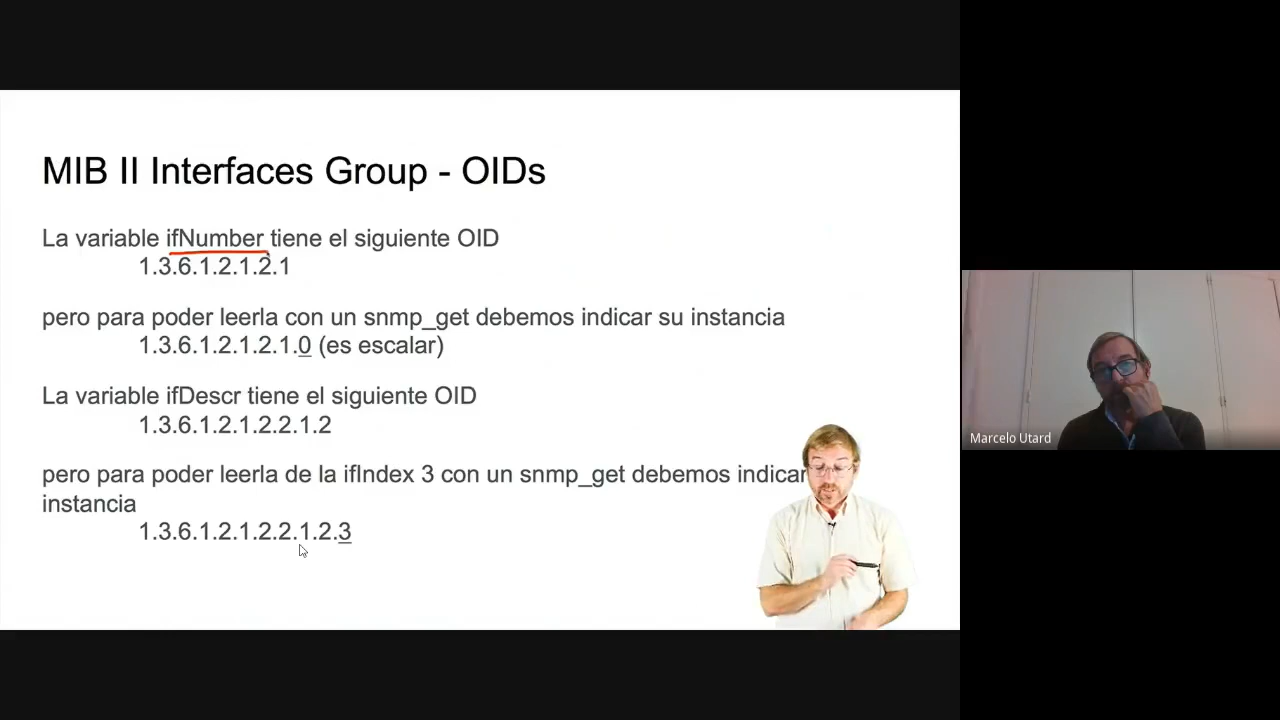 MIB II Interfaces Group - OIDs
La variable ifNumber tiene el siguiente OID
1.3.6.1.2.1.2.1
pero para poder leerla con un snmp_get debemos indicar su instancia
1.3.6.1.2.1.2.1.0 (es escalar)
La variable ifDescr tiene el siguiente OID
1.3.6.1.2.1.2.2.1.2
pero para poder leerla de la ifIndex 3 con un snmp_get debemos indicar
instancia
1.3.6.1.2.1.2.2.1.2.3
Marcelo Utard